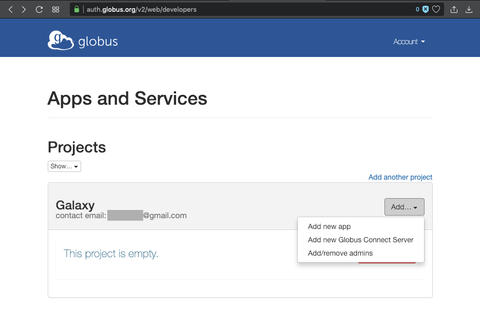 auth.globus.org/v2/web/developers
0
globus
Account
Apps and Services
Projects
Show...
Add another project
Galaxy
Add...
contact email: @gmail.com
Add new app
Add new Globus Connect Server
Add/remove admins
This project is empty.